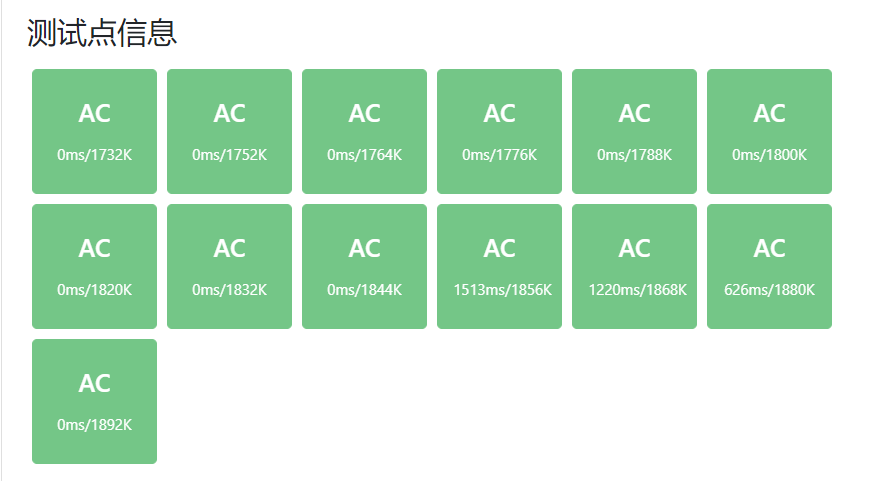 测试点信息
AC AC AC AC AC AC
0ms/1732K 0ms/1752K 0ms/1764K 0ms/1776K 0ms/1788K 0ms/1800K
AC AC AC AC AC AC
0ms/1820K 0ms/1832K 0ms/1844K 1513ms/1856K 1220ms/1868K 626ms/1880K
AC
0ms/1892K